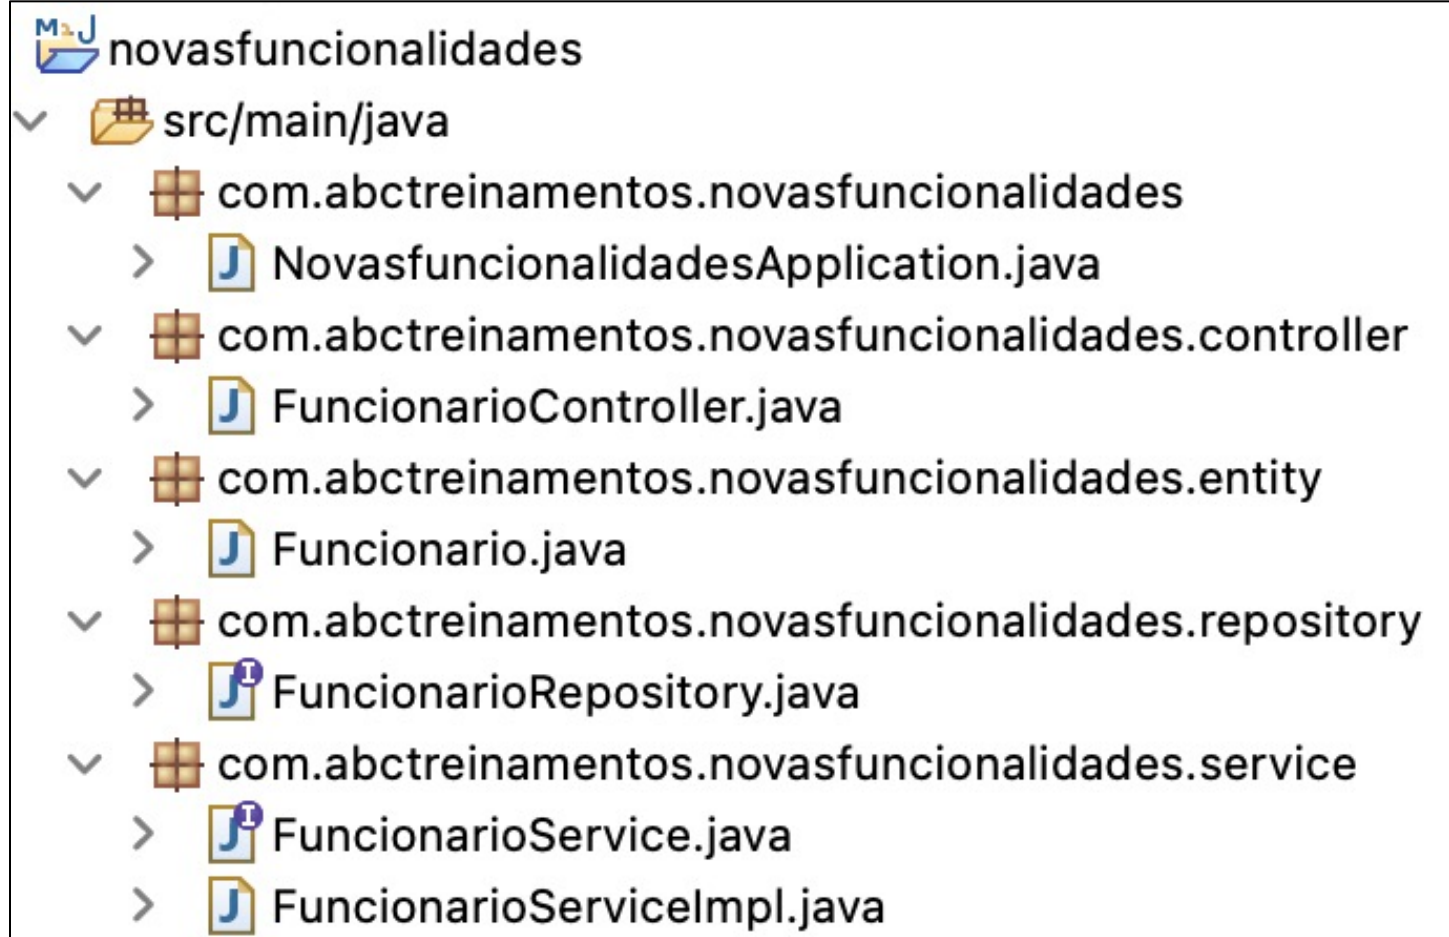 novasfuncionalidades
src/main/java
com.abctreinamentos.novasfuncionalidades
NovasfuncionalidadesApplication.java
com.abctreinamentos.novasfuncionalidades.controller
FuncionarioController.java
com.abctreinamentos.novasfuncionalidades.entity
Funcionario.java
com.abctreinamentos.novasfuncionalidades.repository
FuncionarioRepository.java
com.abctreinamentos.novasfuncionalidades.service
FuncionarioService.java
FuncionarioServiceImpl.java